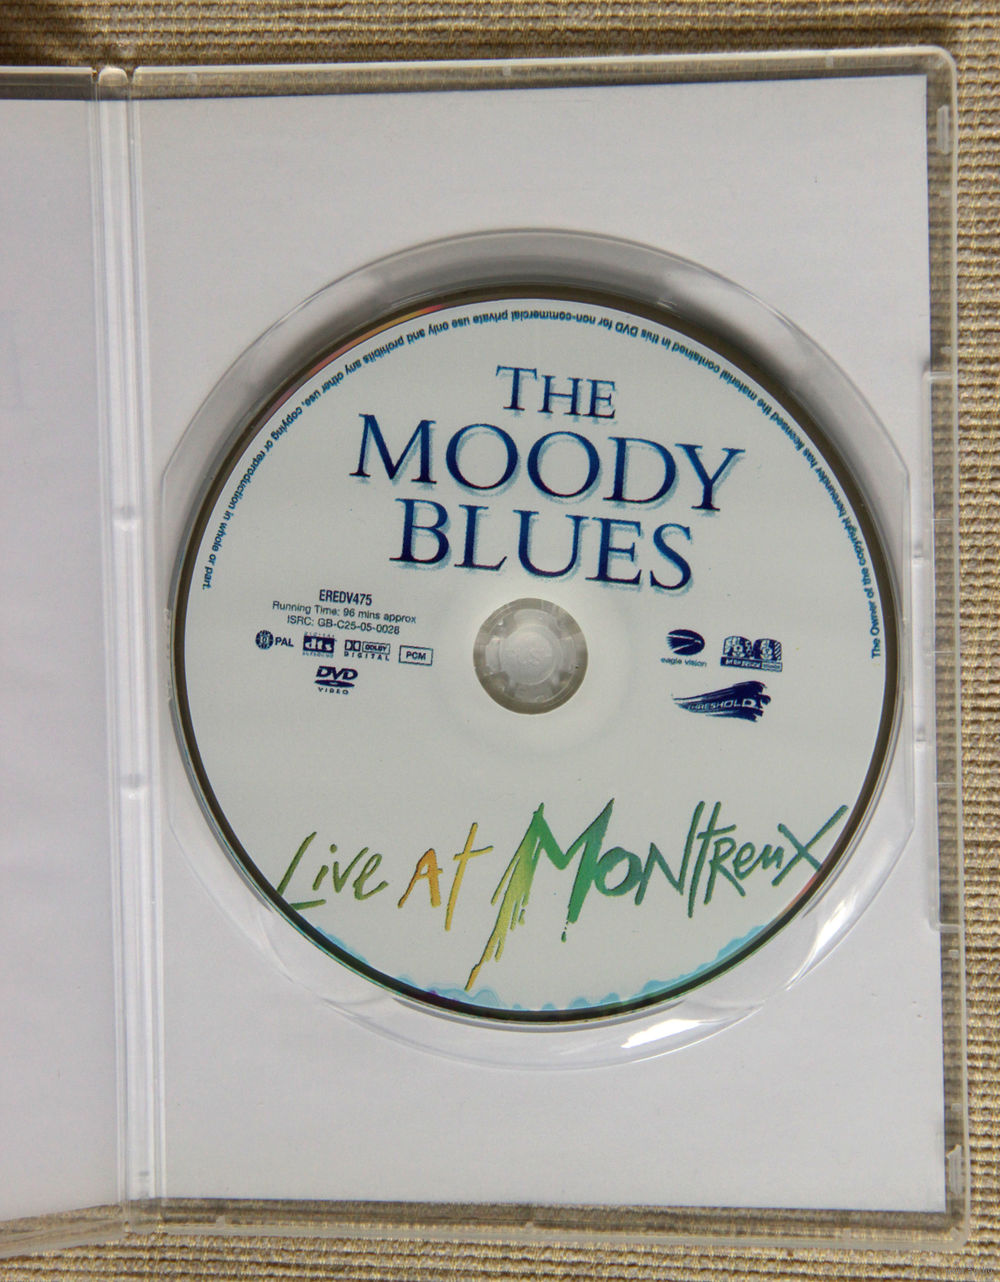 The Owner of the copyright hereunder has licensed the material contained in this DVD for non-commercial private use only and prohibits any other use, copying or reproduction in whole or part.
THE
MOODY
BLUES
EREDV475
Running Time: 96 mins approx
ISRC: GB-C25-05-0028
PAL
DIGITAL
dts
SURROUND
DOLBY
DIGITAL
PCM
DVD
VIDEO
eagle vision
THRESHOLD
Live AT MONTReuX